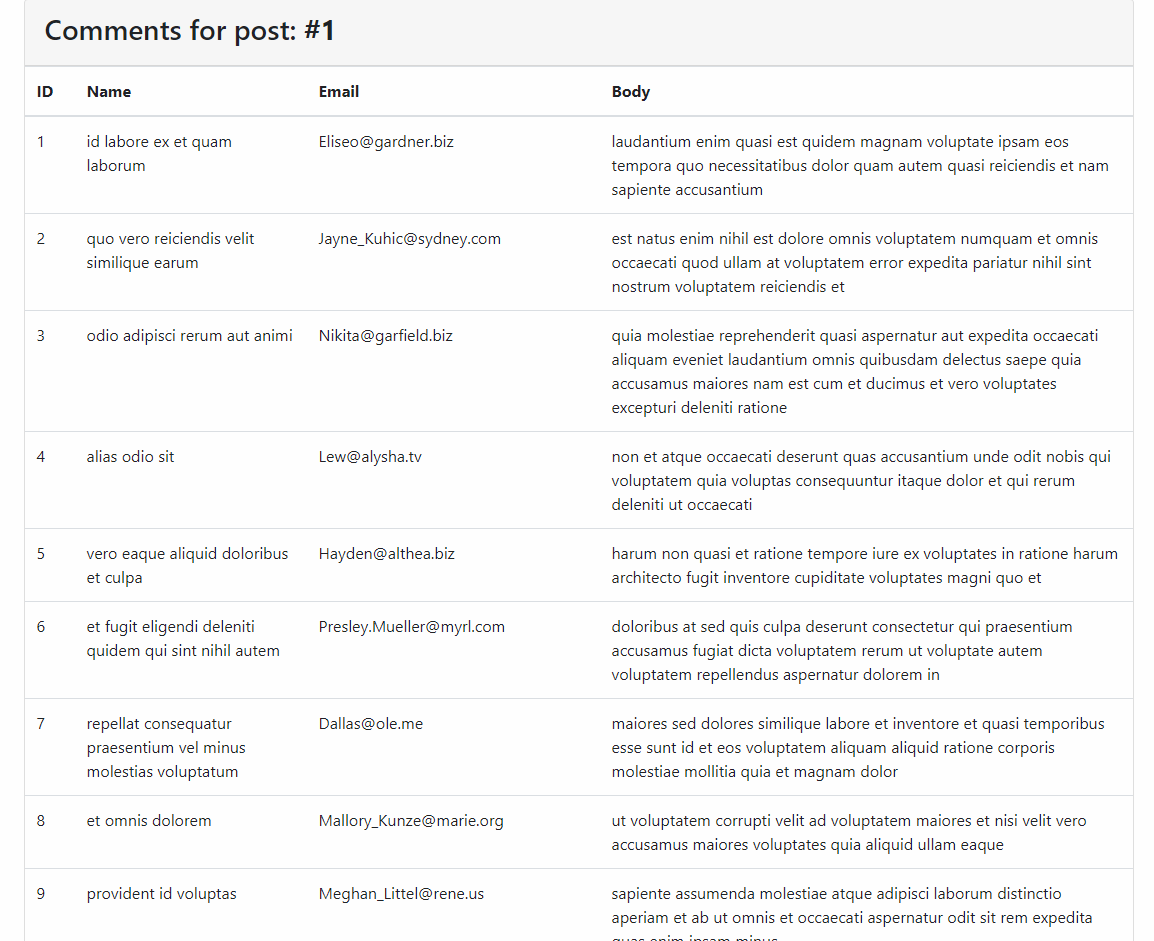 Comments for post: #1
ID Name Email Body
1 id labore ex et quam Eliseo@gardner.biz laudantium enim quasi est quidem magnam voluptate ipsam eos
laborum tempora quo necessitatibus dolor quam autem quasi reiciendis et nam
sapiente accusantium
2 quo vero reiciendis velit Jayne_Kuhic@sydney.com est natus enim nihil est dolore omnis voluptatem numquam et omnis
similique earum occaecati quod ullam at voluptatem error expedita pariatur nihil sint
nostrum voluptatem reiciendis et
3 odio adipisci rerum aut animi Nikita@garfield.biz quia molestiae reprehenderit quasi aspernatur aut expedita occaecati
aliquam eveniet laudantium omnis quibusdam delectus saepe quia
accusamus maiores nam est cum et ducimus et vero voluptates
excepturi deleniti ratione
4 alias odio sit Lew@alysha.tv non et atque occaecati deserunt quas accusantium unde odit nobis qui
voluptatem quia voluptas consequuntur itaque dolor et qui rerum
deleniti ut occaecati
5 vero eaque aliquid doloribus Hayden@althea.biz harum non quasi et ratione tempore iure ex voluptates in ratione harum
et culpa architecto fugit inventore cupiditate voluptates magni quo et
6 et fugit eligendi deleniti Presley.Mueller@myrl.com doloribus at sed quis culpa deserunt consectetur qui praesentium
quidem qui sint nihil autem accusamus fugiat dicta voluptatem rerum ut voluptate autem
voluptatem repellendus aspernatur dolorem in
7 repellat consequatur Dallas@ole.me maiores sed dolores similique labore et inventore et quasi temporibus
praesentium vel minus esse sunt id et eos voluptatem aliquam aliquid ratione corporis
molestias voluptatum molestiae mollitia quia et magnam dolor
8 et omnis dolorem Mallory_Kunze@marie.org ut voluptatem corrupti velit ad voluptatem maiores et nisi velit vero
accusamus maiores voluptates quia aliquid ullam eaque
9 provident id voluptas Meghan_Littel@rene.us sapiente assumenda molestiae atque adipisci laborum distinctio
aperiam et ab ut omnis et occaecati aspernatur odit sit rem expedita
quas enim ipsam minus